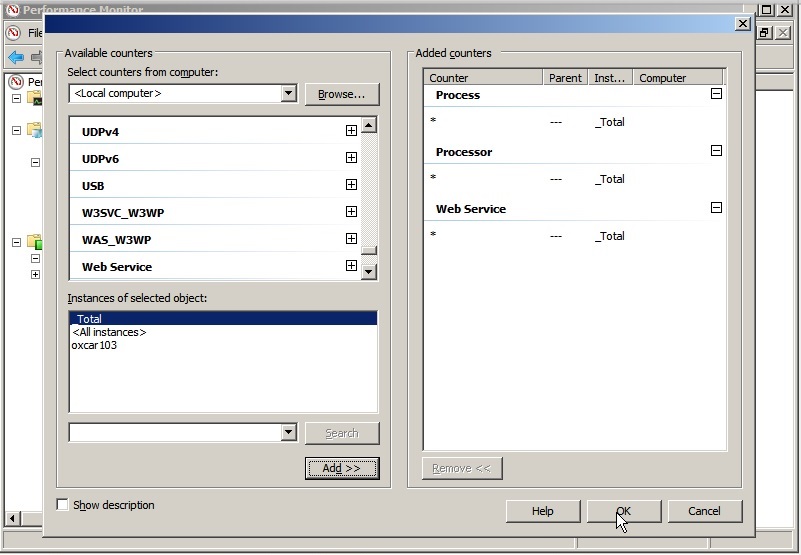 Performance Monitor
File
Per
Available counters
Select counters from computer:
<Local computer>
Browse...
UDPv4
UDPv6
USB
W3SVC_W3WP
WAS_W3WP
Web Service
Instances of selected object:
_Total
<All instances>
oxcar103
Search
Add >>
Show description
Added counters
Counter Parent Inst... Computer
Process
* --- _Total
Processor
* --- _Total
Web Service
* --- _Total
Remove <<
Help OK Cancel